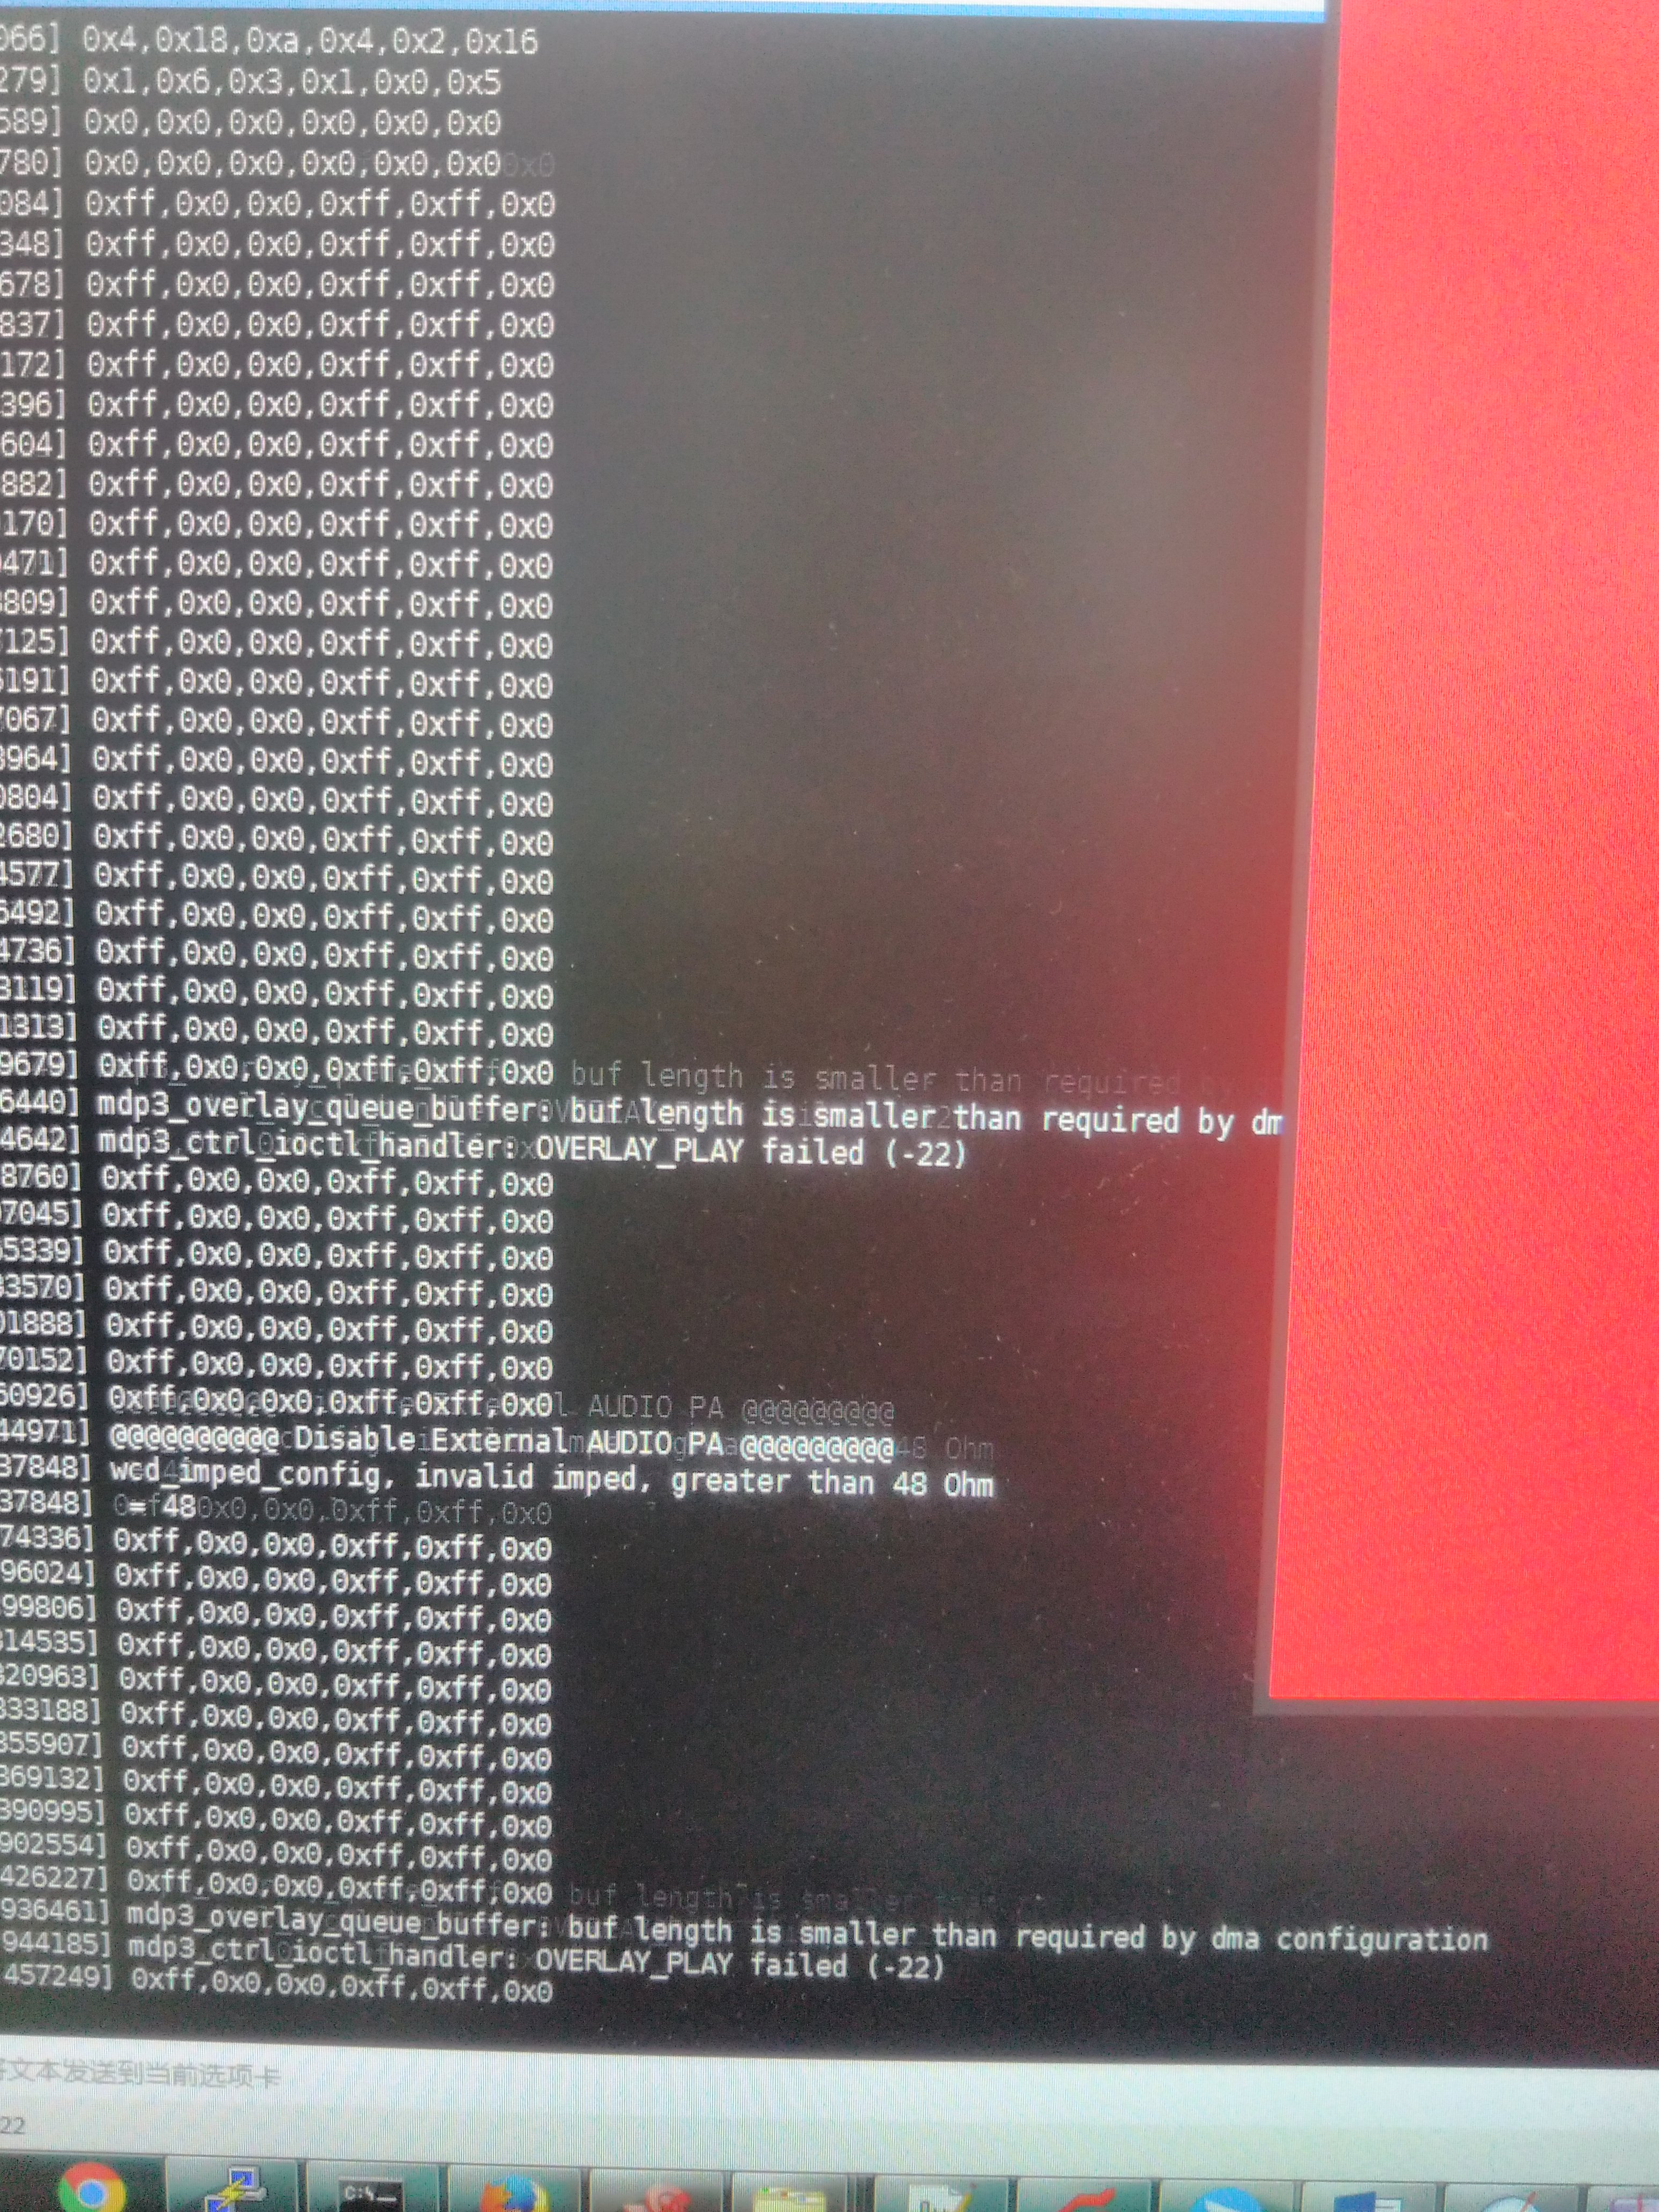 066] 0x4,0x18,0xa,0x4,0x2,0x16
279] 0x1,0x6,0x3,0x1,0x0,0x5
589] 0x0,0x0,0x0,0x0,0x0,0x0
780] 0x0,0x0,0x0,0x0,0x0,0x0
084] 0xff,0x0,0x0,0xff,0xff,0x0
348] 0xff,0x0,0x0,0xff,0xff,0x0
678] 0xff,0x0,0x0,0xff,0xff,0x0
837] 0xff,0x0,0x0,0xff,0xff,0x0
172] 0xff,0x0,0x0,0xff,0xff,0x0
396] 0xff,0x0,0x0,0xff,0xff,0x0
604] 0xff,0x0,0x0,0xff,0xff,0x0
882] 0xff,0x0,0x0,0xff,0xff,0x0
170] 0xff,0x0,0x0,0xff,0xff,0x0
471] 0xff,0x0,0x0,0xff,0xff,0x0
3809] 0xff,0x0,0x0,0xff,0xff,0x0
7125] 0xff,0x0,0x0,0xff,0xff,0x0
5191] 0xff,0x0,0x0,0xff,0xff,0x0
7067] 0xff,0x0,0x0,0xff,0xff,0x0
8964] 0xff,0x0,0x0,0xff,0xff,0x0
0804] 0xff,0x0,0x0,0xff,0xff,0x0
2680] 0xff,0x0,0x0,0xff,0xff,0x0
4577] 0xff,0x0,0x0,0xff,0xff,0x0
6492] 0xff,0x0,0x0,0xff,0xff,0x0
4736] 0xff,0x0,0x0,0xff,0xff,0x0
3119] 0xff,0x0,0x0,0xff,0xff,0x0
1313] 0xff,0x0,0x0,0xff,0xff,0x0
9679] 0xff,0x0,0x0,0xff,0xff,0x0
6440] mdp3_overlay_queue_buffer: buf length is smaller than required by dm
4642] mdp3_ctrl_ioctl_handler: OVERLAY_PLAY failed (-22)
8760] 0xff,0x0,0x0,0xff,0xff,0x0
07045] 0xff,0x0,0x0,0xff,0xff,0x0
65339] 0xff,0x0,0x0,0xff,0xff,0x0
33570] 0xff,0x0,0x0,0xff,0xff,0x0
01888] 0xff,0x0,0x0,0xff,0xff,0x0
70152] 0xff,0x0,0x0,0xff,0xff,0x0
60926] 0xff,0x0,0x0,0xff,0xff,0x0
44971] @@@@@@@@@@ Disable External AUDIO PA @@@@@@@@@
37848] wcd_imped_config, invalid imped, greater than 48 Ohm
37848] = 48
74336] 0xff,0x0,0x0,0xff,0xff,0x0
96024] 0xff,0x0,0x0,0xff,0xff,0x0
99806] 0xff,0x0,0x0,0xff,0xff,0x0
314535] 0xff,0x0,0x0,0xff,0xff,0x0
320963] 0xff,0x0,0x0,0xff,0xff,0x0
333188] 0xff,0x0,0x0,0xff,0xff,0x0
355907] 0xff,0x0,0x0,0xff,0xff,0x0
369132] 0xff,0x0,0x0,0xff,0xff,0x0
390995] 0xff,0x0,0x0,0xff,0xff,0x0
902554] 0xff,0x0,0x0,0xff,0xff,0x0
426227] 0xff,0x0,0x0,0xff,0xff,0x0
936461] mdp3_overlay_queue_buffer: buf length is smaller than required by dma configuration
944185] mdp3_ctrl_ioctl_handler: OVERLAY_PLAY failed (-22)
457249] 0xff,0x0,0x0,0xff,0xff,0x0
将文本发送到当前选项卡
22
C:\